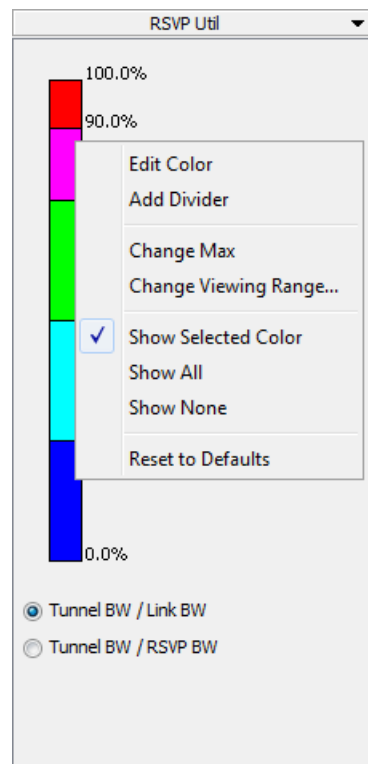 RSVP Util
100.0%
90.0%
Edit Color
Add Divider
Change Max
Change Viewing Range...
Show Selected Color
Show All
Show None
Reset to Defaults
0.0%
Tunnel BW / Link BW
Tunnel BW / RSVP BW